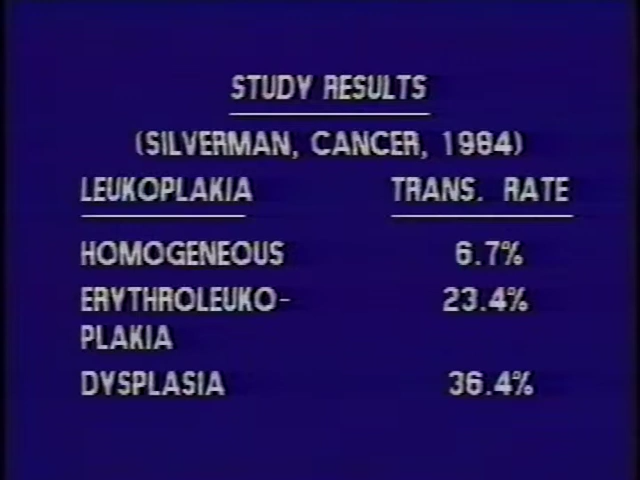 STUDY RESULTS
(SILVERMAN, CANCER, 1984)
LEUKOPLAKIA TRANS. RATE
HOMOGENEOUS 6.7%
ERYTHROLEUKO- 23.4%
PLAKIA
DYSPLASIA 36.4%